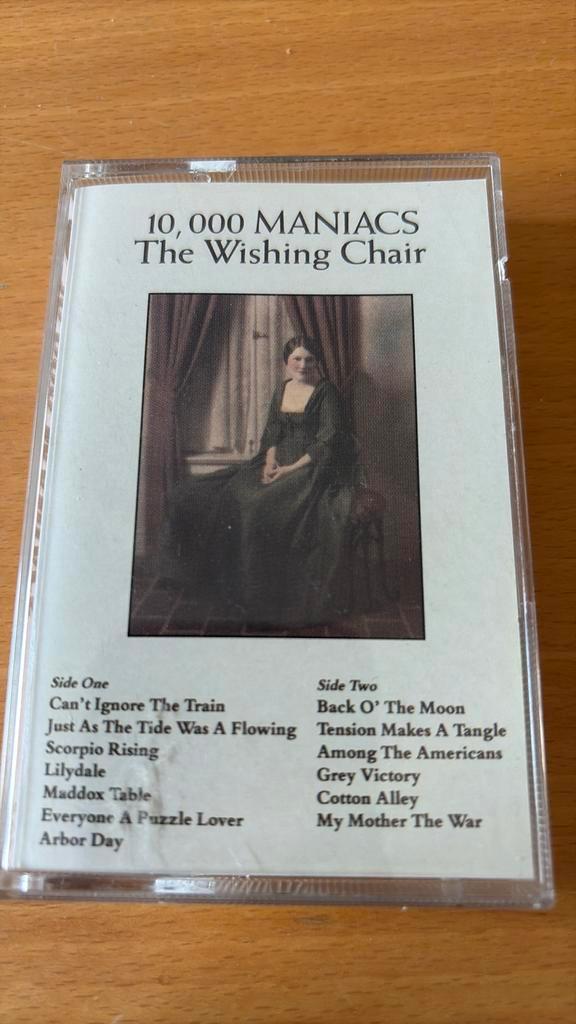 10,000 MANIACS
The Wishing Chair
Side One
Can't Ignore The Train
Just As The Tide Was A Flowing
Scorpio Rising
Lilydale
Maddox Table
Everyone A Puzzle Lover
Arbor Day
Side Two
Back O' The Moon
Tension Makes A Tangle
Among The Americans
Grey Victory
Cotton Alley
My Mother The War